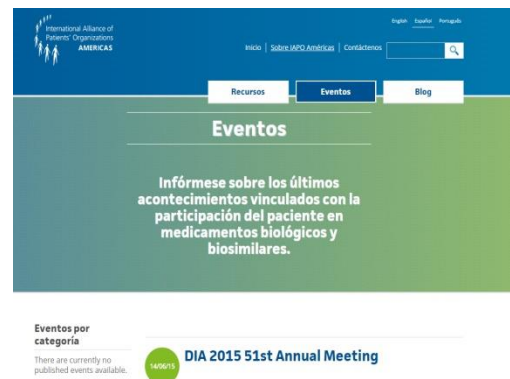 International Alliance of
Patients' Organizations
AMERICAS
English Español Português
Inicio | Sobre IAPO Américas | Contáctenos
Recursos
Eventos
Blog
Eventos
Infórmese sobre los últimos
acontecimientos vinculados con la
participación del paciente en
medicamentos biológicos y
biosimilares.
Eventos por
categoría
There are currently no
published events available.
14/06/15
DIA 2015 51st Annual Meeting